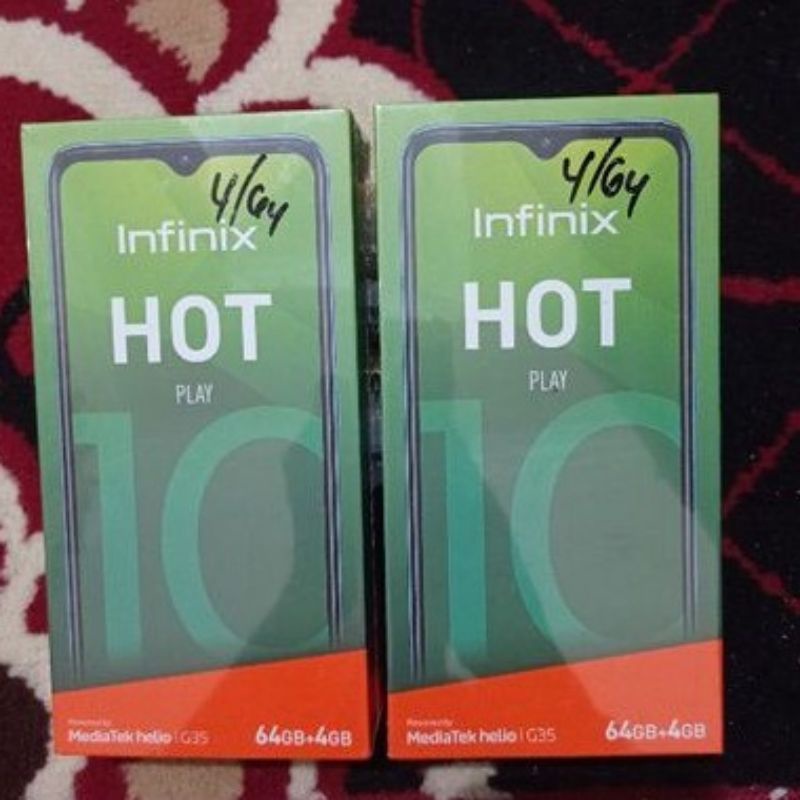 4/64
Infinix
HOT
PLAY
10
Powered by
MediaTek helio | G35
64GB+4GB
4/64
Infinix
HOT
PLAY
10
Powered by
MediaTek helio | G35
64GB+4GB